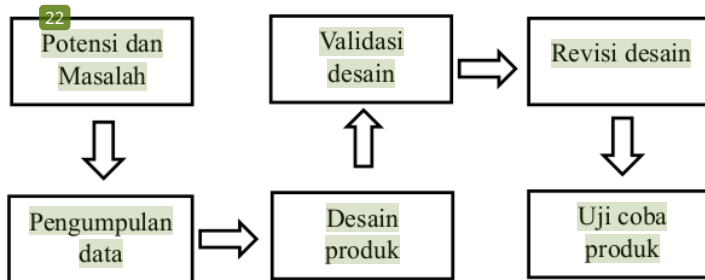 22
Potensi dan
Masalah
Pengumpulan
data
Desain
produk
Validasi
desain
Revisi desain
Uji coba
produk